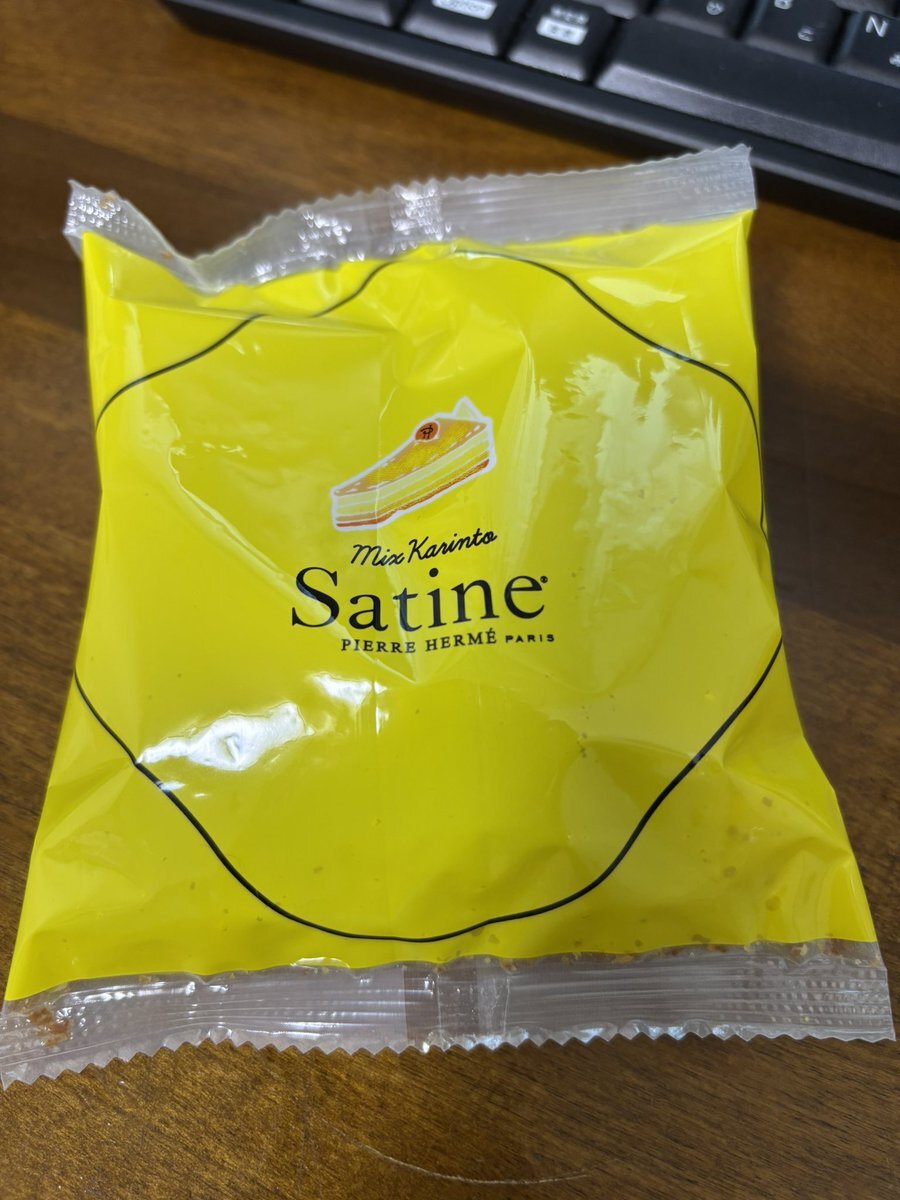 N
Mix Karinto
Satine®
PIERRE HERMÉ PARIS